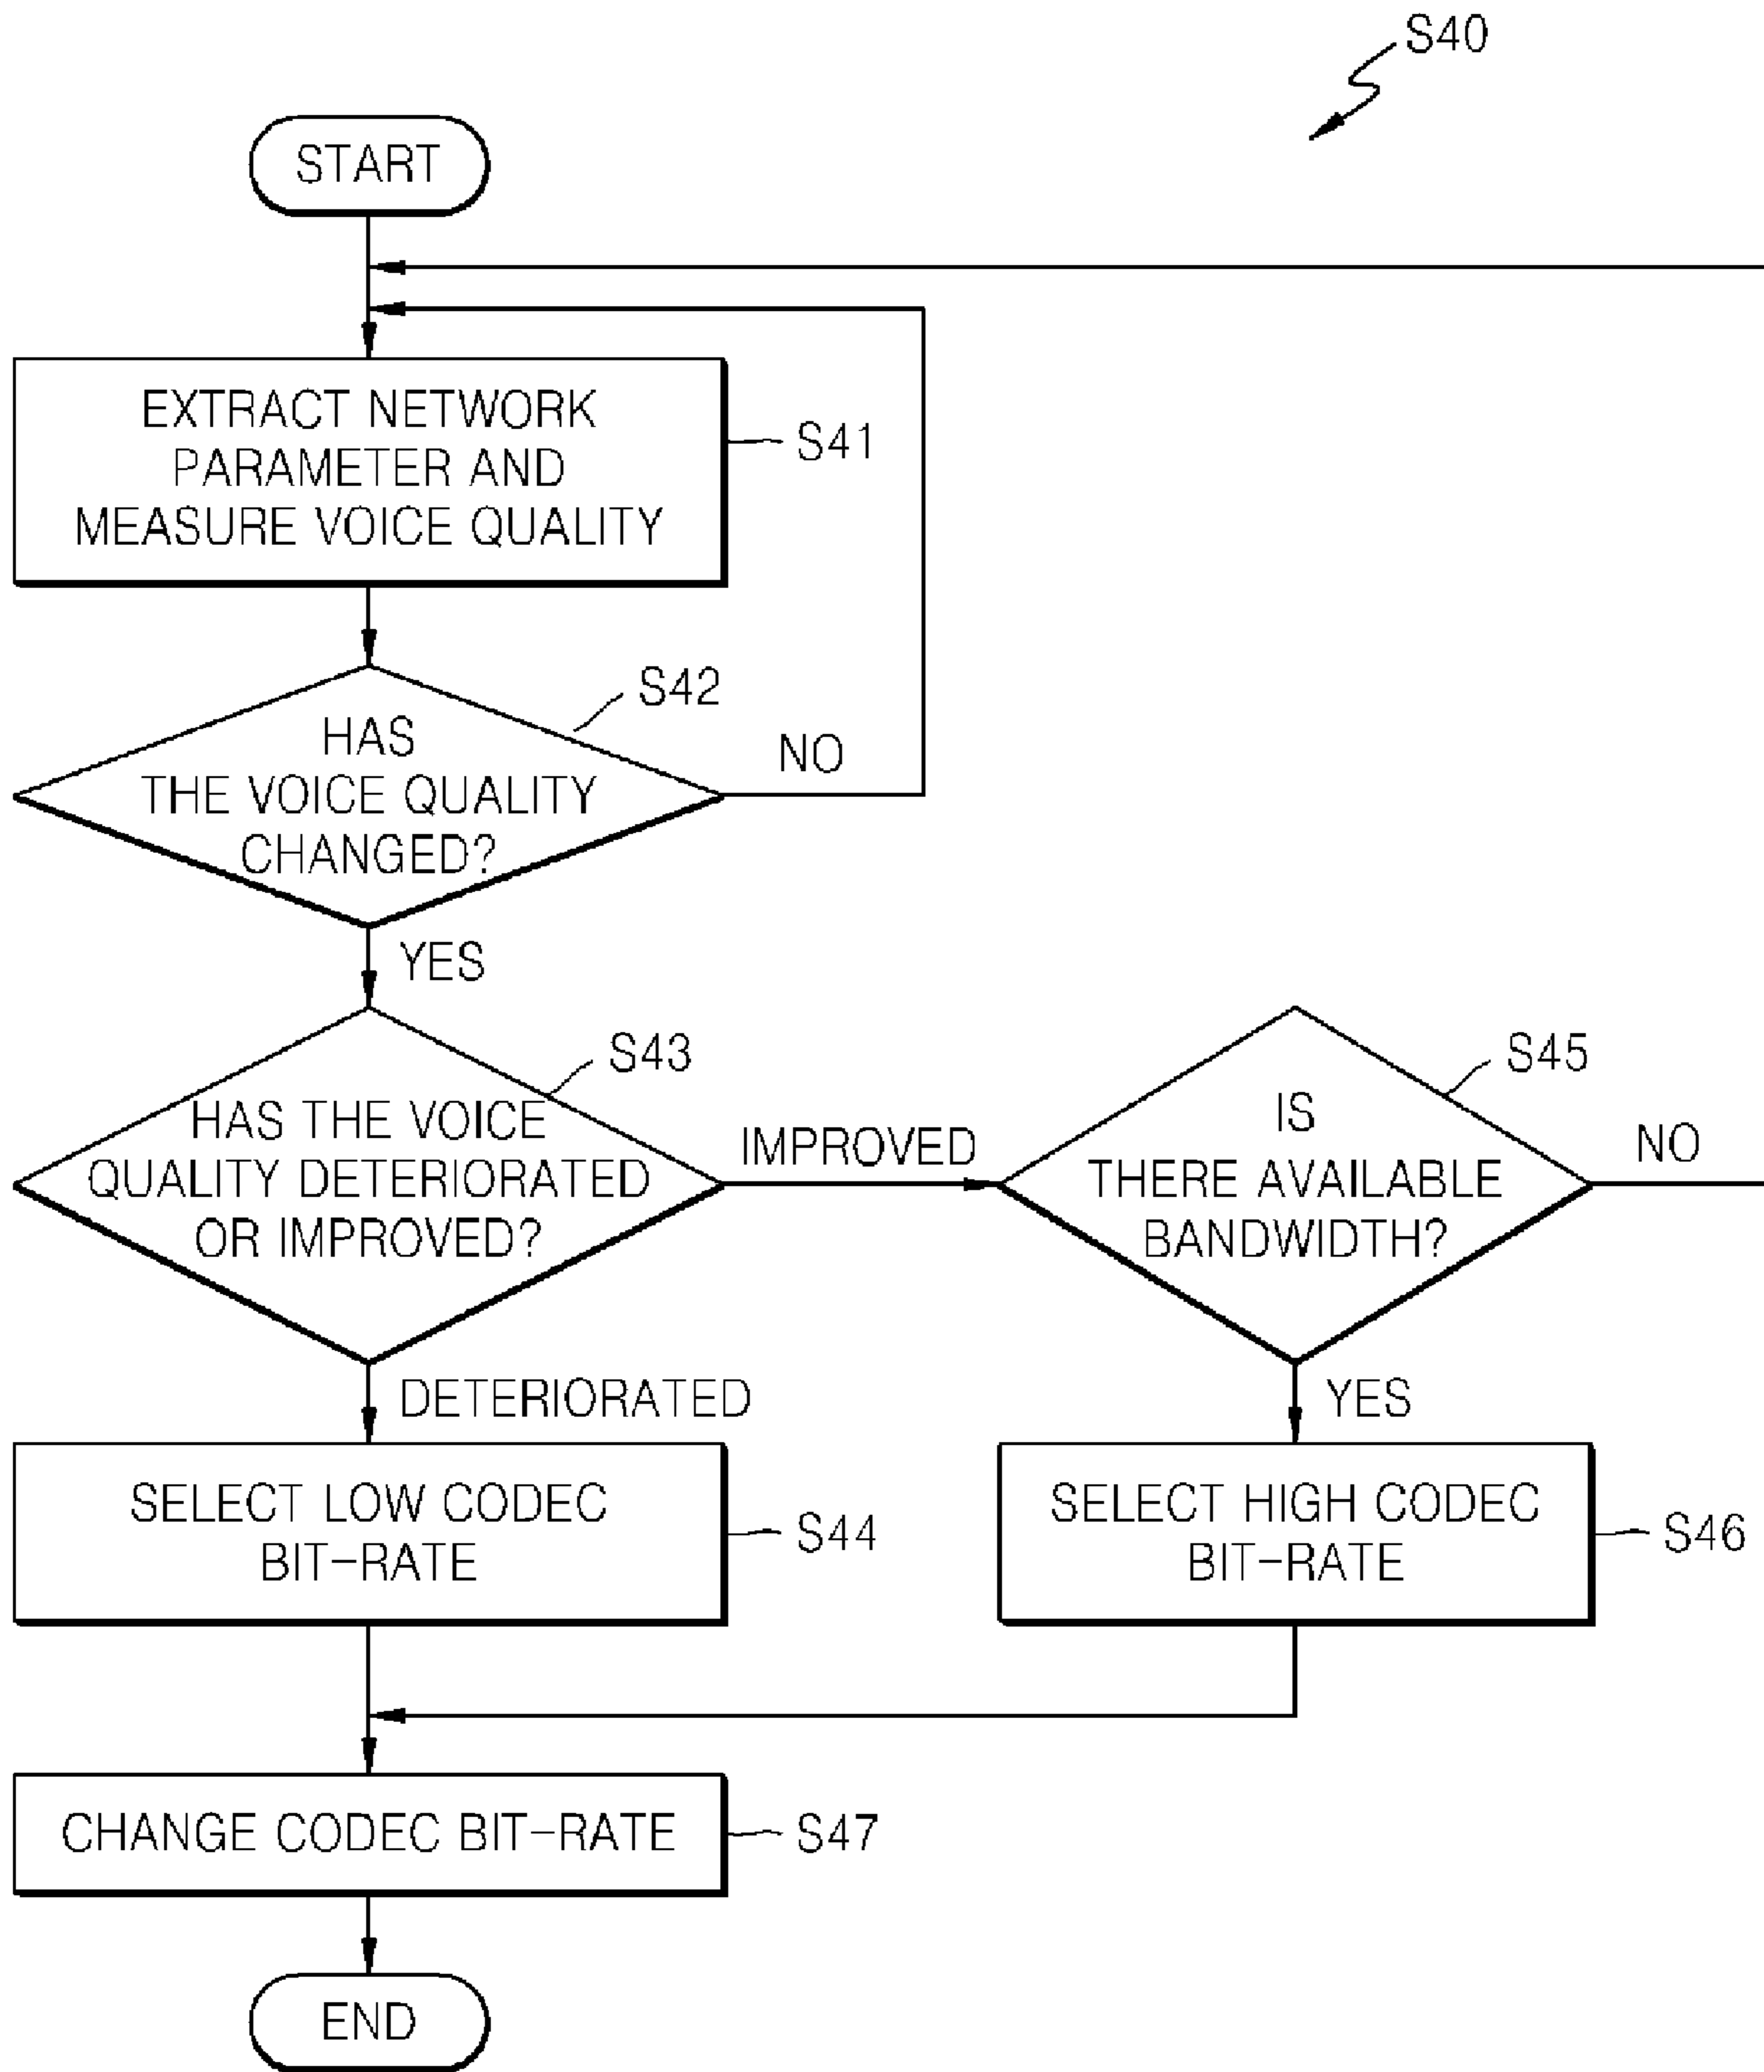 S40
START
EXTRACT NETWORK
PARAMETER AND
MEASURE VOICE QUALITY
S41
S42
HAS
THE VOICE QUALITY
CHANGED?
NO
YES
S43
HAS THE VOICE
QUALITY DETERIORATED
OR IMPROVED?
IMPROVED
S45
IS
THERE AVAILABLE
BANDWIDTH?
NO
DETERIORATED
YES
SELECT LOW CODEC
BIT-RATE
S44
SELECT HIGH CODEC
BIT-RATE
S46
CHANGE CODEC BIT-RATE
S47
END